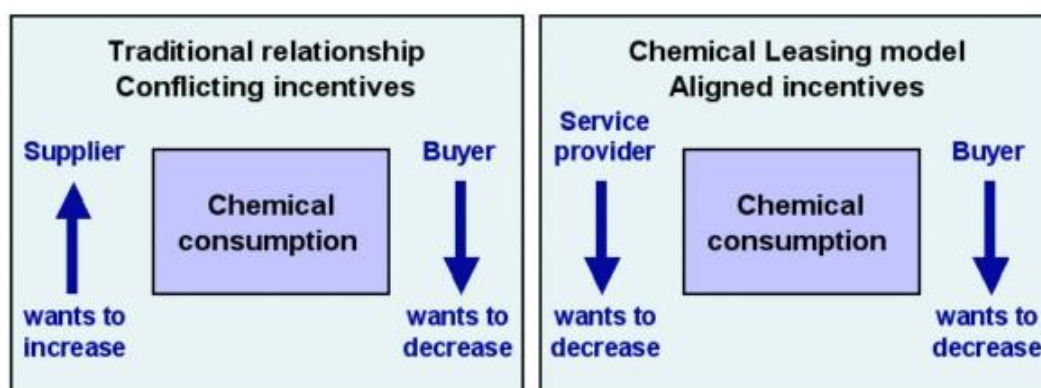 Traditional relationship
Conflicting incentives
Supplier
Buyer
Chemical
consumption
wants to
increase
wants to
decrease
Chemical Leasing model
Aligned incentives
Service
provider
Buyer
Chemical
consumption
wants to
decrease
wants to
decrease